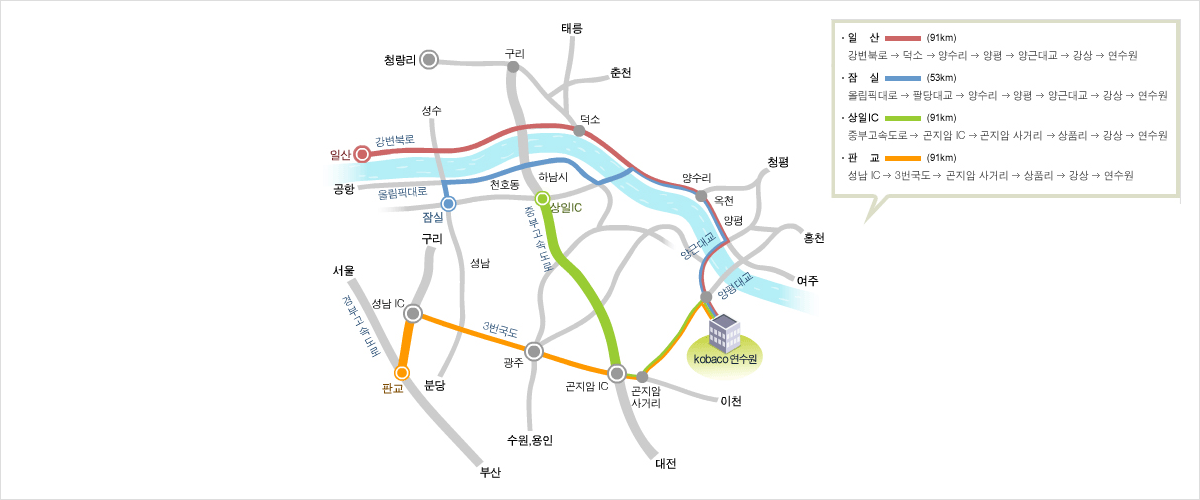 태릉
구리
청량리
춘천
성수
덕소
강변북로
일산
청평
양수리
공항
올림픽대로
천호동
하남시
옥천
잠실
상일IC
양평
구리
중부고속도로
양근대교
홍천
성남
서울
여주
양평대교
성남 IC
경부고속도로
3번국도
kobaco 연수원
광주
판교
분당
곤지암 IC
곤지암
사거리
이천
수원,용인
대전
부산
· 일 산 (91km)
강변북로 → 덕소 → 양수리 → 양평 → 양근대교 → 강상 → 연수원
· 잠 실 (53km)
올림픽대로 → 팔당대교 → 양수리 → 양평 → 양근대교 → 강상 → 연수원
· 상일IC (91km)
중부고속도로 → 곤지암 IC → 곤지암 사거리 → 상품리 → 강상 → 연수원
· 판 교 (91km)
성남 IC → 3번국도 → 곤지암 사거리 → 상품리 → 강상 → 연수원